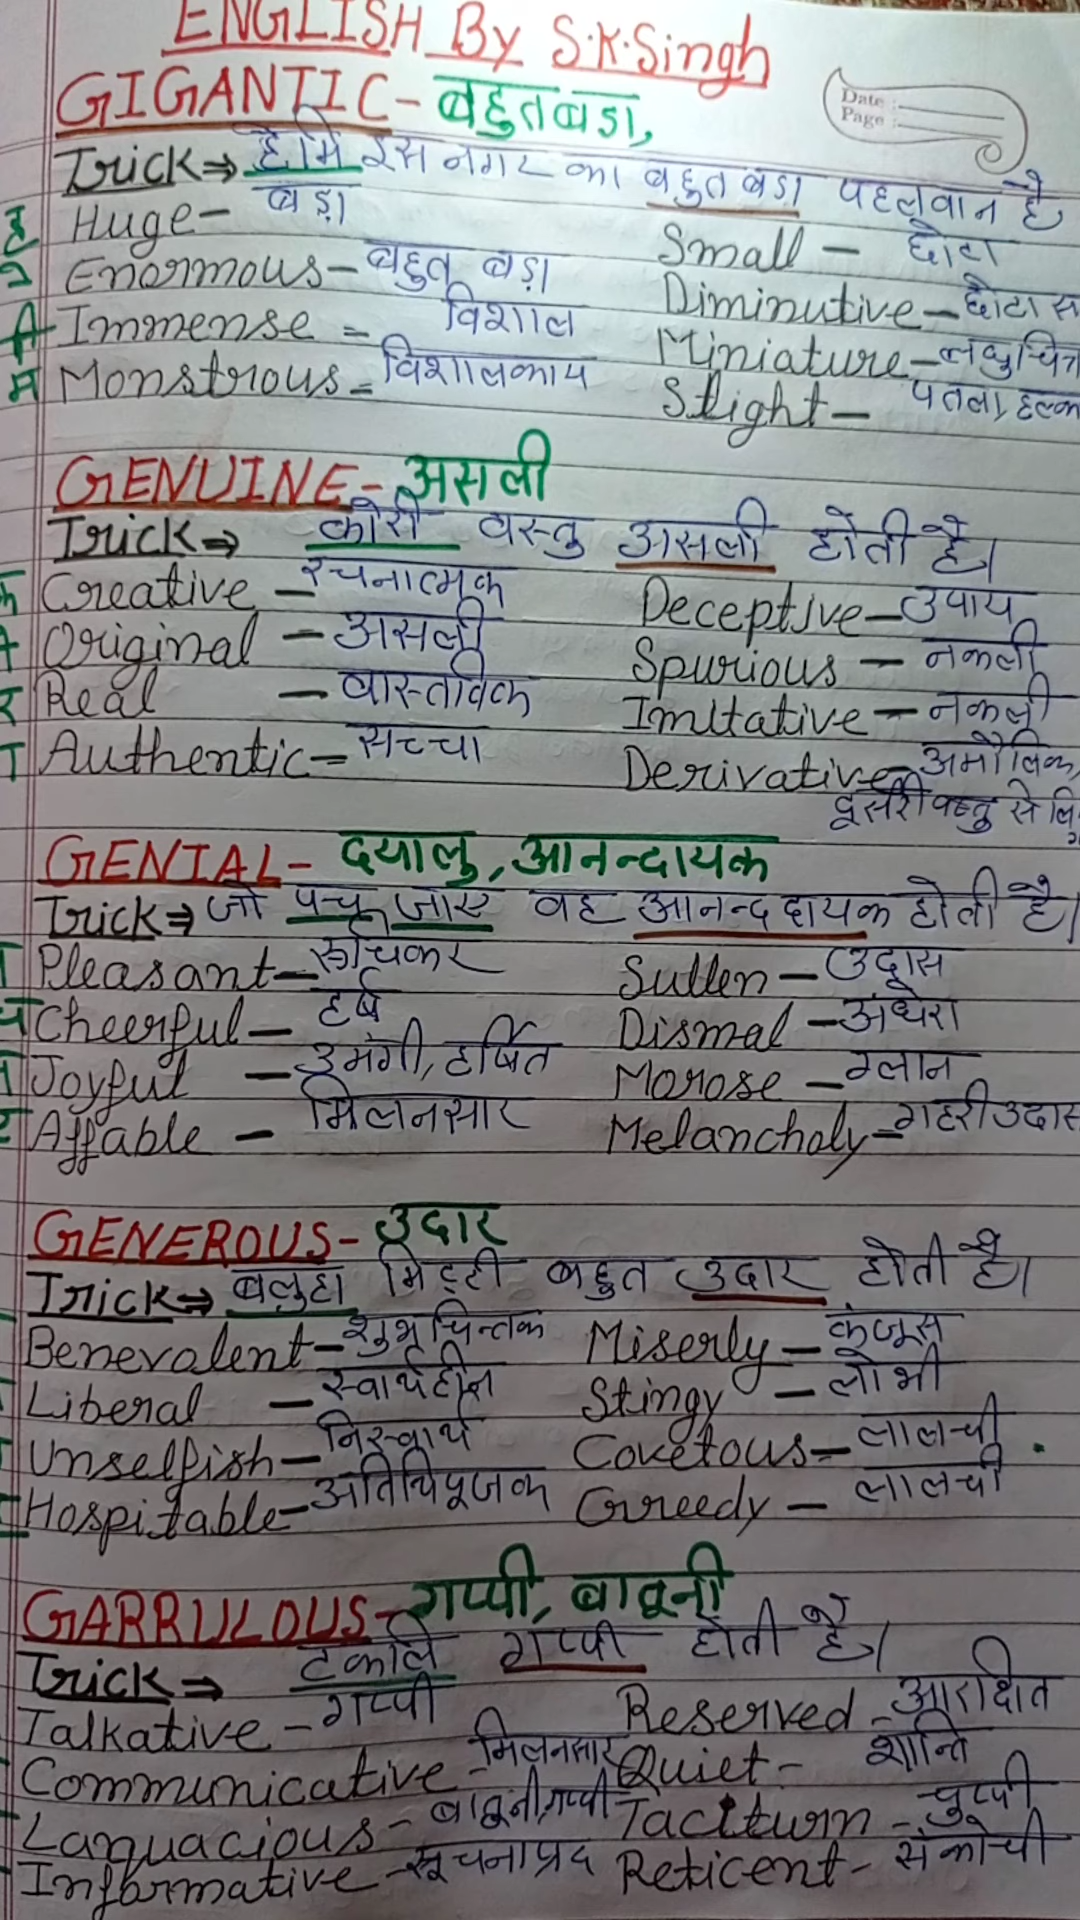 ENGLISH By S.K.Singh
GIGANTIC - बहुत बडा,
Date :
Page :
Trick ⇒ हेमि इस नगर का बहुत बडा पहलवान है
Huge - बड़ा Small - छोटा
Enormous - बहुत बड़ा Diminutive - छोटा स
Immense - विशाल Miniature - लघुचित्र
Monstrous - विशालकाय Slight - पतला, हल्क
GENUINE - असली
Trick ⇒ कोरी वस्तु असली होती है।
Creative - रचनात्मक Deceptive - उपाय
Original - असली Spurious - नकली
Real - वास्तविक Imitative - नकली
Authentic - सच्चा Derivative - अमौलिक,
दूसरी वस्तु से
GENIAL - दयालु, आनन्दायक
Trick ⇒ जो पच जाए वह आनन्ददायक होती है।
Pleasant - रूचिकर Sullen - उदास
Cheerful - हर्ष Dismal - अंधेरा
Joyful - उमंगी, हर्षित Morose - ग्लान
Affable - मिलनसार Melancholy - गहरी उदास
GENEROUS - उदार
Trick ⇒ बलुहा मिट्टी बहुत उदार होती है।
Benevalent - शुभचिन्तक Miserly - कंजूस
Liberal - स्वार्थहीन Stingy - लोभी
Unselfish - निस्वार्थ Covetous - लालची
Hospitable - अतिथिपूजक Greedy - लालची
GARRULOUS - गप्पी, बातूनी
Trick ⇒ टकलि गप्पी होती है।
Talkative - गप्पी Reserved - आरक्षित
Communicative - मिलनसार Quiet - शान्ति
Laquacious - बातूनी, गप्पी Taciturn - चुप्पी
Informative - सूचनाप्रद Reticent - संकोची